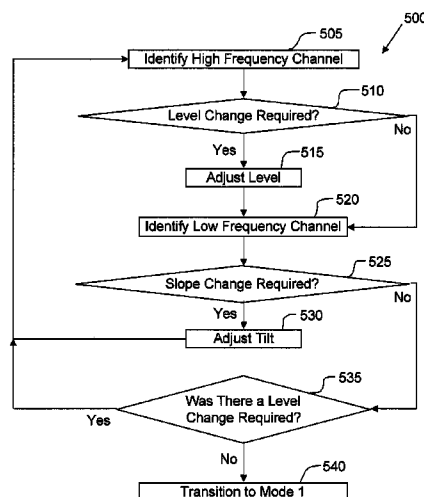 500
505
Identify High Frequency Channel
510
Level Change Required?
No
Yes
515
Adjust Level
520
Identify Low Frequency Channel
525
Slope Change Required?
No
Yes
530
Adjust Tilt
535
Was There a Level
Change Required?
Yes
No
540
Transition to Mode 1